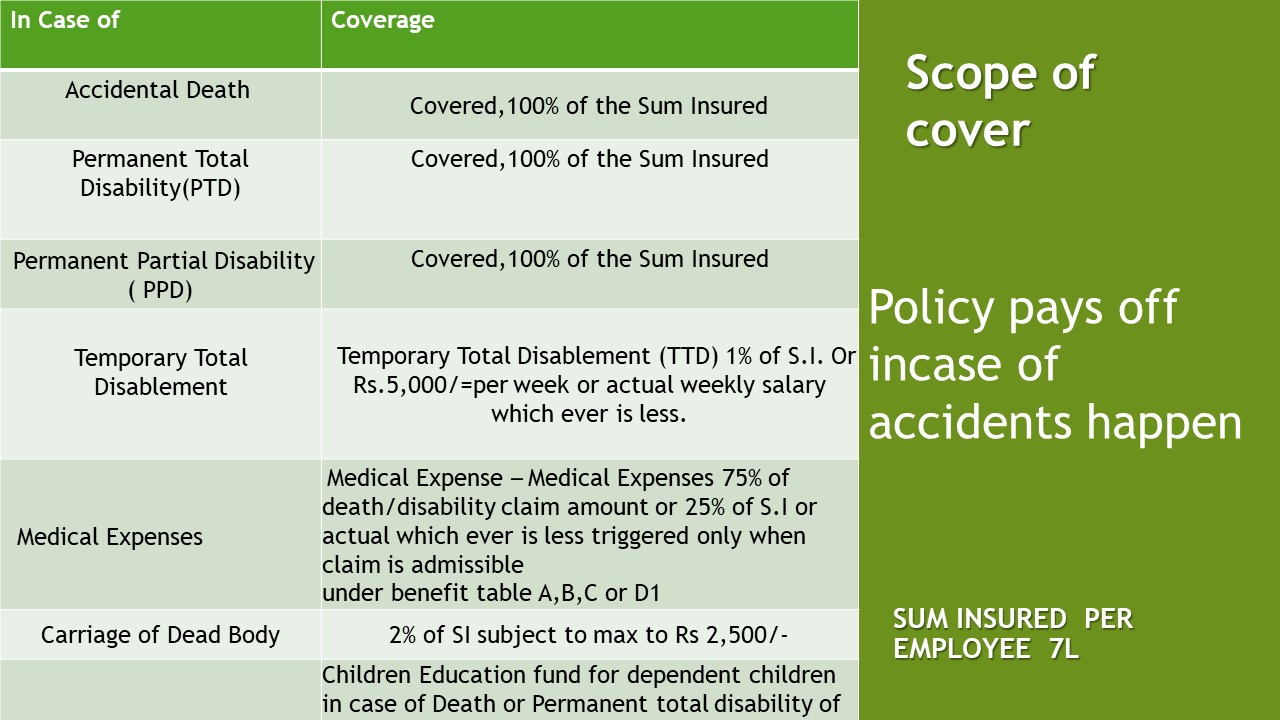 In Case of
Coverage
Accidental Death
Covered,100% of the Sum Insured
Permanent Total
Disability(PTD)
Covered,100% of the Sum Insured
Permanent Partial Disability
( PPD)
Covered,100% of the Sum Insured
Temporary Total
Disablement
Temporary Total Disablement (TTD) 1% of S.I. Or
Rs.5,000/=per week or actual weekly salary
which ever is less.
Medical Expenses
Medical Expense – Medical Expenses 75% of
death/disability claim amount or 25% of S.I or
actual which ever is less triggered only when
claim is admissible
under benefit table A,B,C or D1
Carriage of Dead Body
2% of SI subject to max to Rs 2,500/-
Children Education fund for dependent children
in case of Death or Permanent total disability of
Scope of
cover
Policy pays off
incase of
accidents happen
SUM INSURED PER
EMPLOYEE 7L